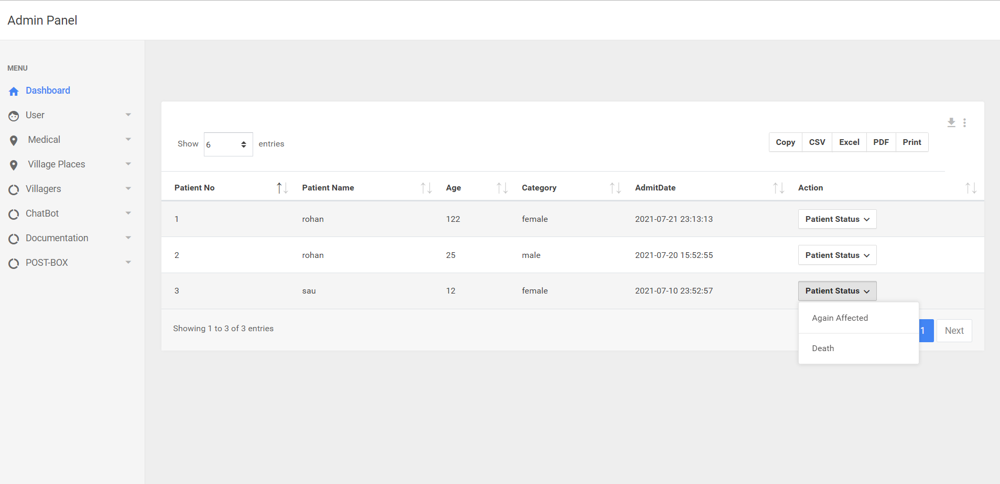 Admin Panel
MENU
Dashboard
User
Medical
Village Places
Villagers
ChatBot
Documentation
POST-BOX
Show 6 entries
Copy CSV Excel PDF Print
Patient No Patient Name Age Category AdmitDate Action
1 rohan 122 female 2021-07-21 23:13:13 Patient Status
2 rohan 25 male 2021-07-20 15:52:55 Patient Status
3 sau 12 female 2021-07-10 23:52:57 Patient Status
Again Affected
Death
Showing 1 to 3 of 3 entries
1 Next